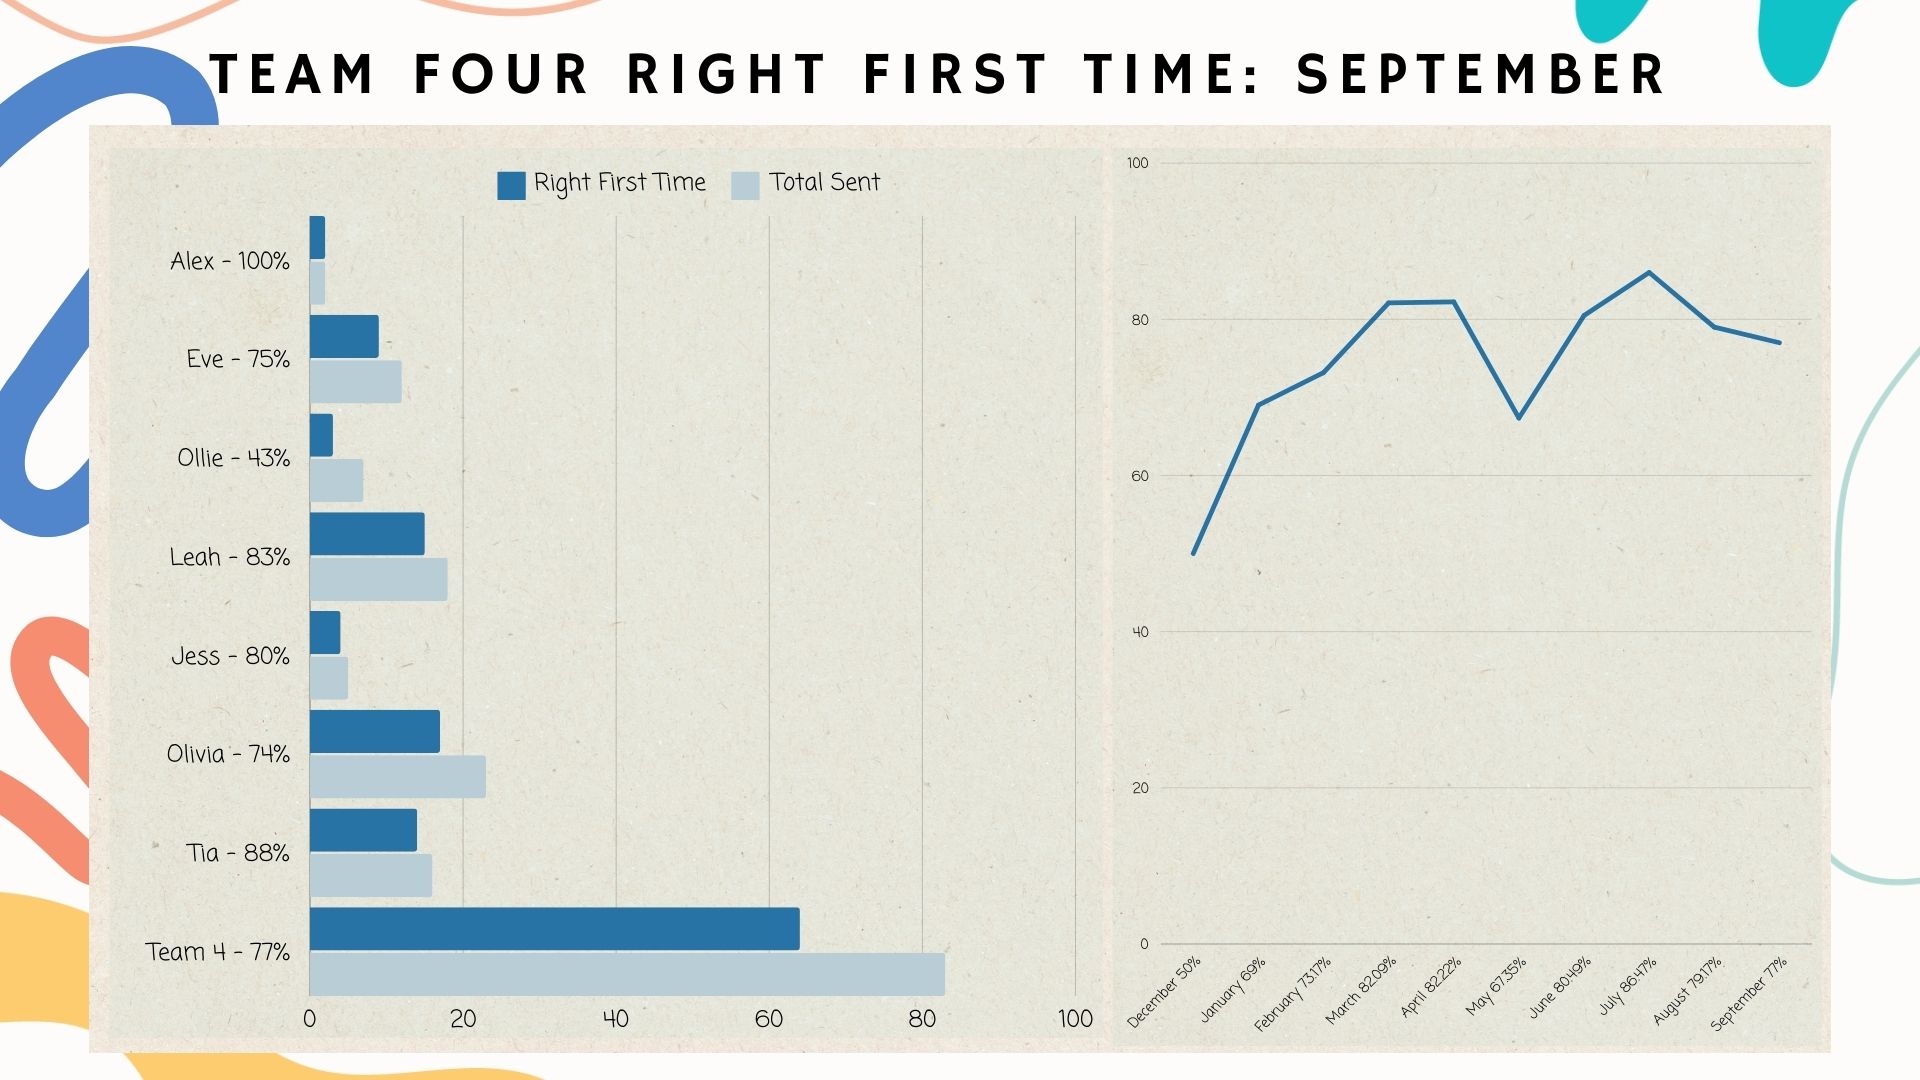 TEAM FOUR RIGHT FIRST TIME: SEPTEMBER
Right First Time
Total Sent
Alex - 100%
Eve - 75%
Ollie - 43%
Leah - 83%
Jess - 80%
Olivia - 74%
Tia - 88%
Team 4 - 77%
0 20 40 60 80 100
100
80
60
40
20
0
December 50%
January 69%
February 73.17%
March 82.09%
April 82.22%
May 67.35%
June 80.49%
July 86.47%
August 79.17%
September 77%